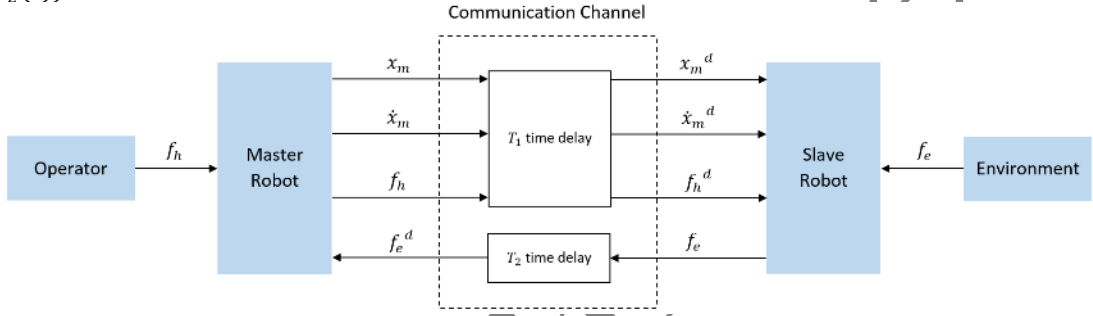 Communication Channel
x_m
x_m^d
ẋ_m
T_1 time delay
ẋ_m^d
Operator
f_h
Master
Robot
Slave
Robot
f_e
Environment
f_h
f_h^d
f_e^d
T_2 time delay
f_e